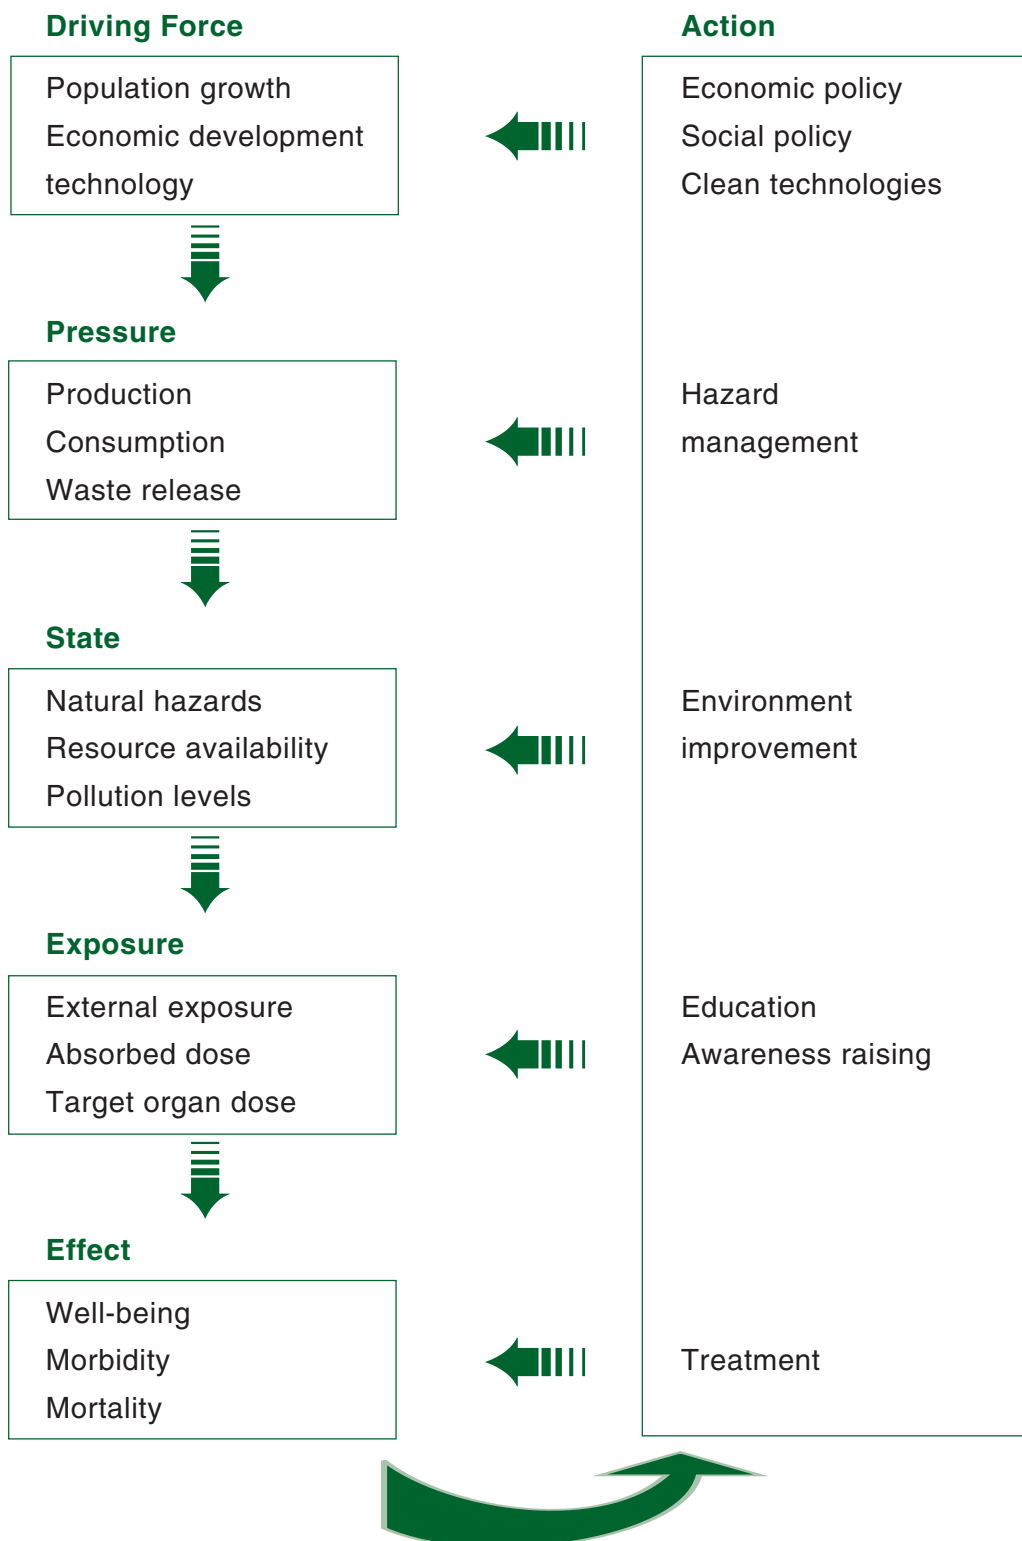 Driving Force
Population growth
Economic development
technology
Pressure
Production
Consumption
Waste release
State
Natural hazards
Resource availability
Pollution levels
Exposure
External exposure
Absorbed dose
Target organ dose
Effect
Well-being
Morbidity
Mortality
Action
Economic policy
Social policy
Clean technologies
Hazard
management
Environment
improvement
Education
Awareness raising
Treatment